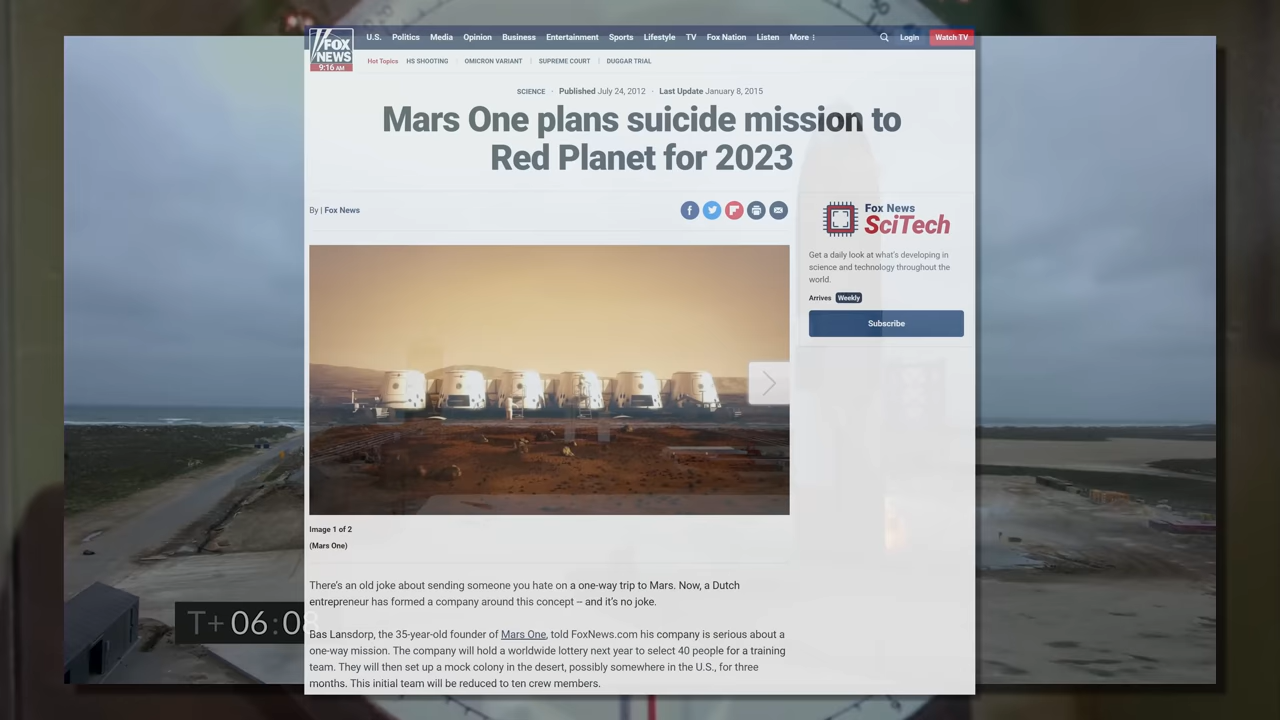 U.S. Politics Media Opinion Business Entertainment Sports Lifestyle TV Fox Nation Listen More Login Watch TV
FOX
NEWS
9:16 AM
Hot Topics HS SHOOTING OMICRON VARIANT SUPREME COURT DUGGAR TRIAL
SCIENCE · Published July 24, 2012 · Last Update January 8, 2015
Mars One plans suicide mission to
Red Planet for 2023
By | Fox News
Fox News
SciTech
Get a daily look at what's developing in
science and technology throughout the
world.
Arrives Weekly
Subscribe
Image 1 of 2
(Mars One)
There's an old joke about sending someone you hate on a one-way trip to Mars. Now, a Dutch
entrepreneur has formed a company around this concept – and it's no joke.
Bas Lansdorp, the 35-year-old founder of Mars One, told FoxNews.com his company is serious about a
one-way mission. The company will hold a worldwide lottery next year to select 40 people for a training
team. They will then set up a mock colony in the desert, possibly somewhere in the U.S., for three
months. This initial team will be reduced to ten crew members.
T+ 06:08
50